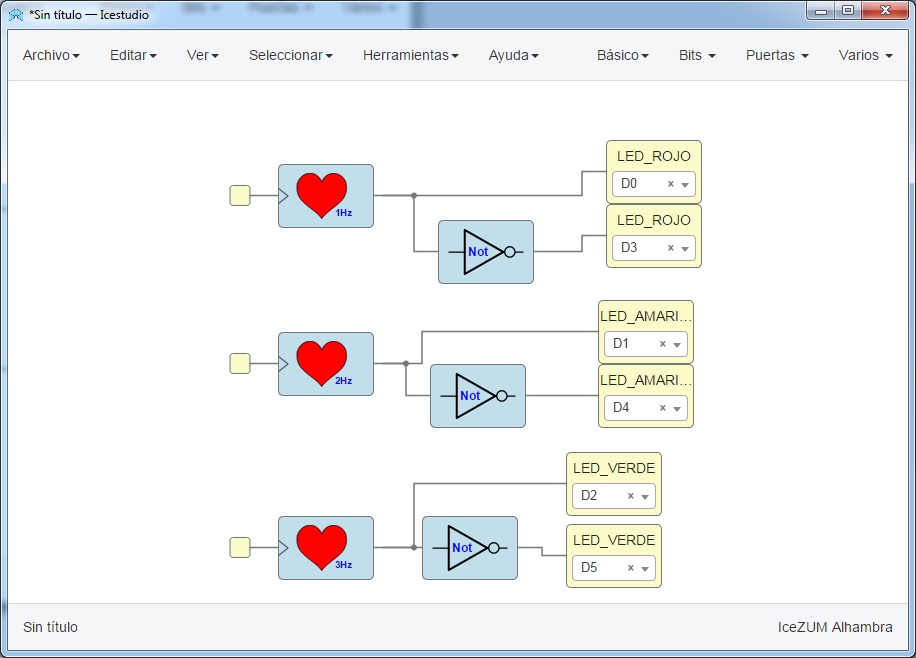 *Sin título — Icestudio
Archivo Editar Ver Seleccionar Herramientas Ayuda Básico Bits Puertas Varios
LED_ROJO
D0 ×
1Hz
LED_ROJO
D3 ×
Not
LED_AMARI...
D1 ×
2Hz
LED_AMARI...
D4 ×
Not
LED_VERDE
D2 ×
3Hz
Not
LED_VERDE
D5 ×
Sin título IceZUM Alhambra